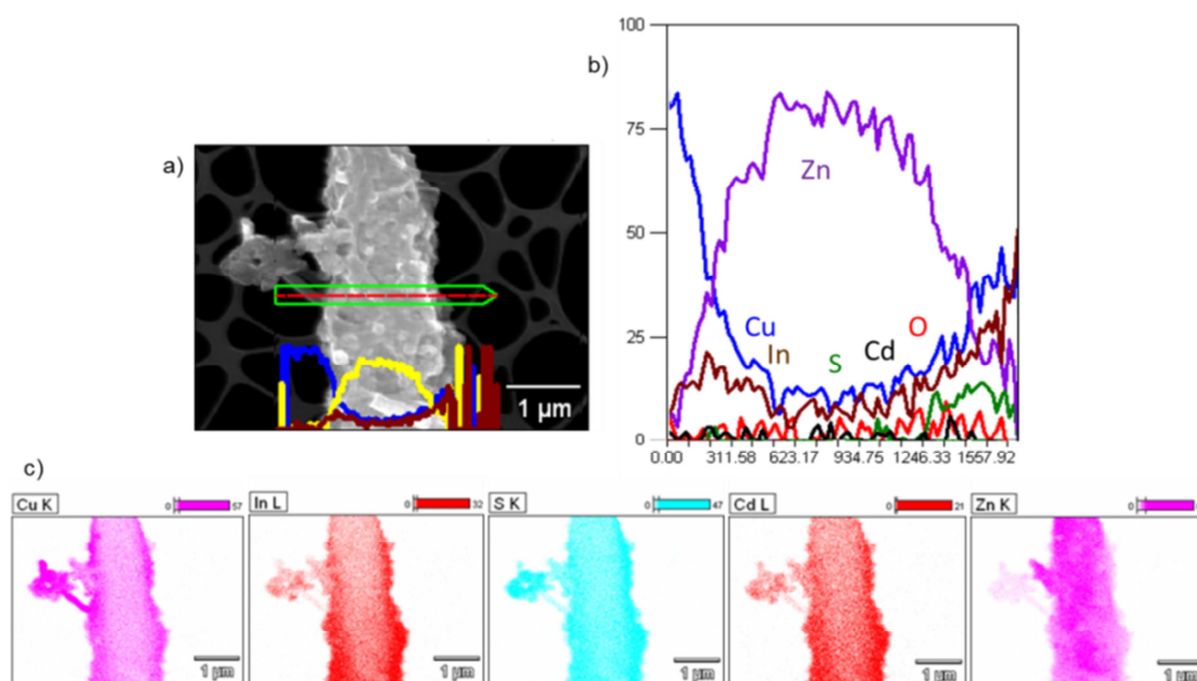 a)
1 µm
b)
100
75
50
25
0
Zn
Cu
In
S
Cd
O
0.00 311.58 623.17 934.75 1246.33 1557.92
c)
Cu K 0 57
In L 0 32
S K 0 47
Cd L 0 21
Zn K 0
1 µm
1 µm
1 µm
1 µm
1 µm